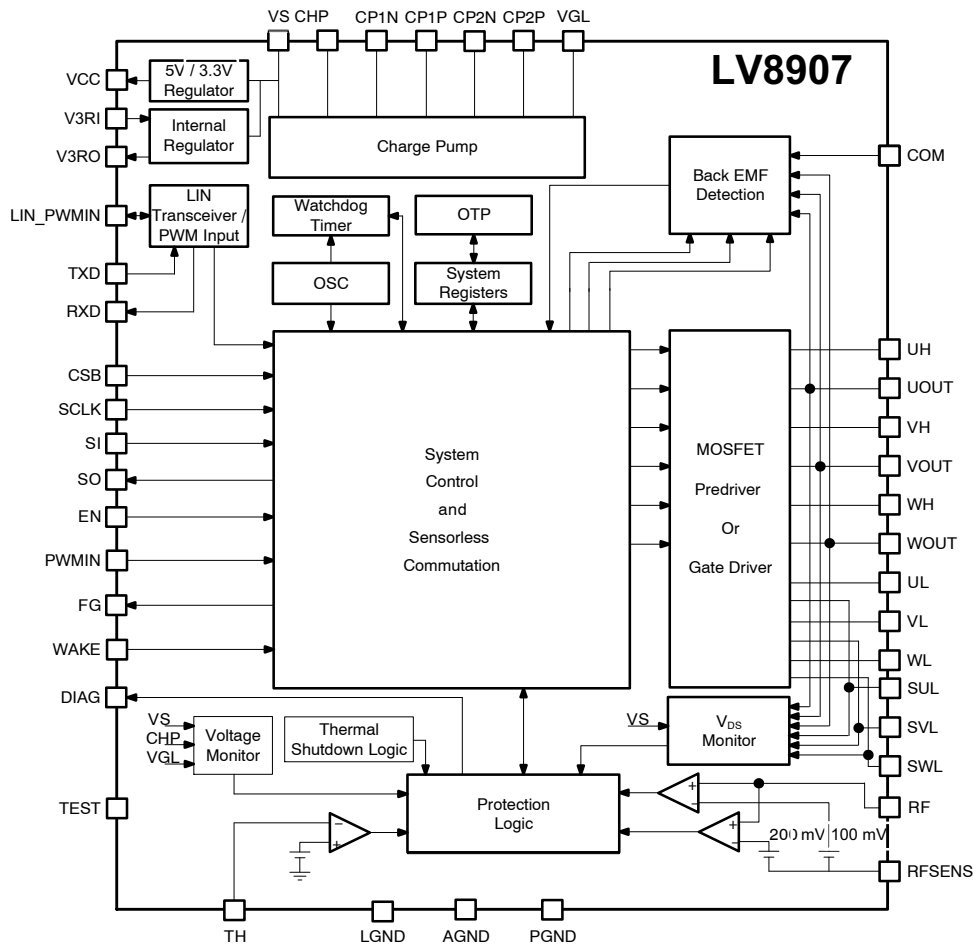 VS CHP CP1N CP1P CP2N CP2P VGL
LV8907
VCC
5V / 3.3V
Regulator
V3RI
V3RO
Internal
Regulator
Charge Pump
Back EMF
Detection
COM
LIN_PWMIN
LIN
Transceiver /
PWM Input
Watchdog
Timer
OTP
TXD
OSC
System
Registers
RXD
CSB
SCLK
SI
SO
EN
PWMIN
FG
WAKE
DIAG
System
Control
and
Sensorless
Commutation
MOSFET
Predriver
Or
Gate Driver
UH
UOUT
VH
VOUT
WH
WOUT
UL
VL
WL
SUL
SVL
SWL
RF
RFSENS
VS
CHP
VGL
Voltage
Monitor
Thermal
Shutdown Logic
VS
VDS
Monitor
TEST
Protection
Logic
+
−
+
−
200 mV 100 mV
−
+
TH
LGND
AGND
PGND